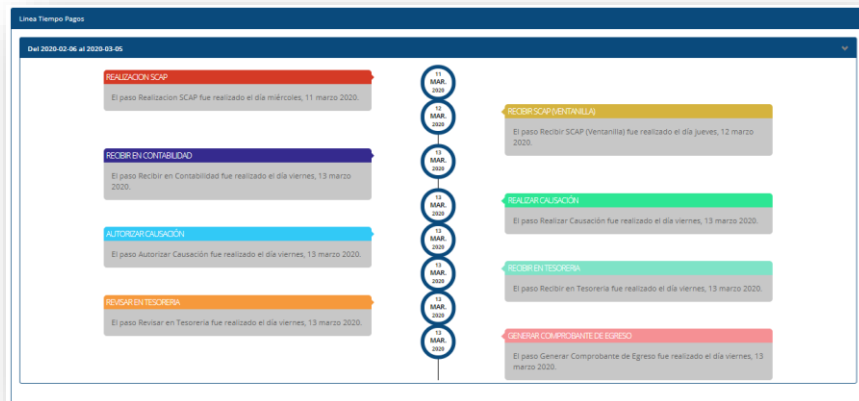 Linea Tiempo Pagos
Del 2020-02-06 al 2020-03-05
11
MAR.
2020
REALIZACION SCAP
El paso Realizacion SCAP fue realizado el día miércoles, 11 marzo 2020.
12
MAR.
2020
RECIBIR SCAP (VENTANILLA)
El paso Recibir SCAP (Ventanilla) fue realizado el día jueves, 12 marzo
2020.
13
MAR.
2020
RECIBIR EN CONTABILIDAD
El paso Recibir en Contabilidad fue realizado el día viernes, 13 marzo
2020.
13
MAR.
2020
REALIZAR CAUSACIÓN
El paso Realizar Causación fue realizado el día viernes, 13 marzo 2020.
13
MAR.
2020
AUTORIZAR CAUSACIÓN
El paso Autorizar Causación fue realizado el día viernes, 13 marzo 2020.
13
MAR.
2020
RECIBIR EN TESORERIA
El paso Recibir en Tesoreria fue realizado el día viernes, 13 marzo 2020.
13
MAR.
2020
REVISAR EN TESORERIA
El paso Revisar en Tesoreria fue realizado el día viernes, 13 marzo 2020.
13
MAR.
2020
GENERAR COMPROBANTE DE EGRESO
El paso Generar Comprobante de Egreso fue realizado el día viernes, 13
marzo 2020.